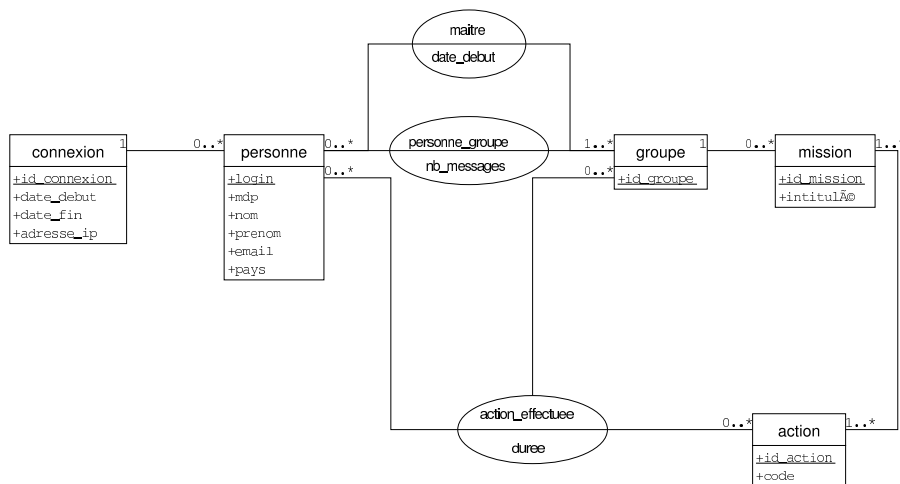 maitre
date_debut
1
0..*
0..*
1..*
1
0..*
1..*
connexion
personne
personne_groupe
groupe
mission
nb_messages
0..*
0..*
+id_connexion
+date_debut
+date_fin
+adresse_ip
+login
+mdp
+nom
+prenom
+email
+pays
+id_groupe
+id_mission
+intitulÃ©
action_effectuee
duree
0..*
1..*
action
+id_action
+code